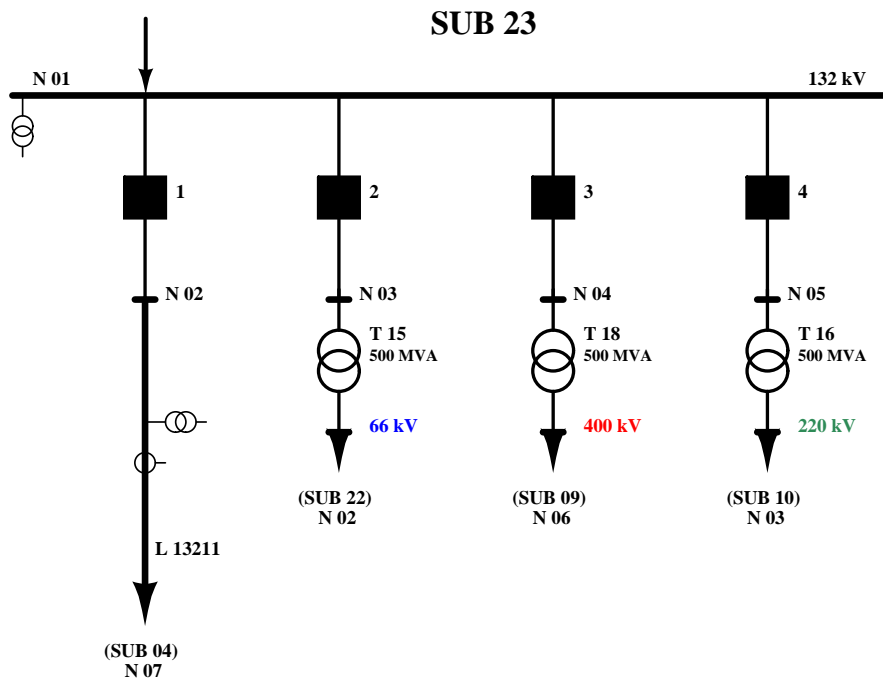 SUB 23
N 01
132 kV
1
2
3
4
N 02
N 03
N 04
N 05
T 15
500 MVA
T 18
500 MVA
T 16
500 MVA
66 kV
400 kV
220 kV
(SUB 22)
N 02
(SUB 09)
N 06
(SUB 10)
N 03
L 13211
(SUB 04)
N 07